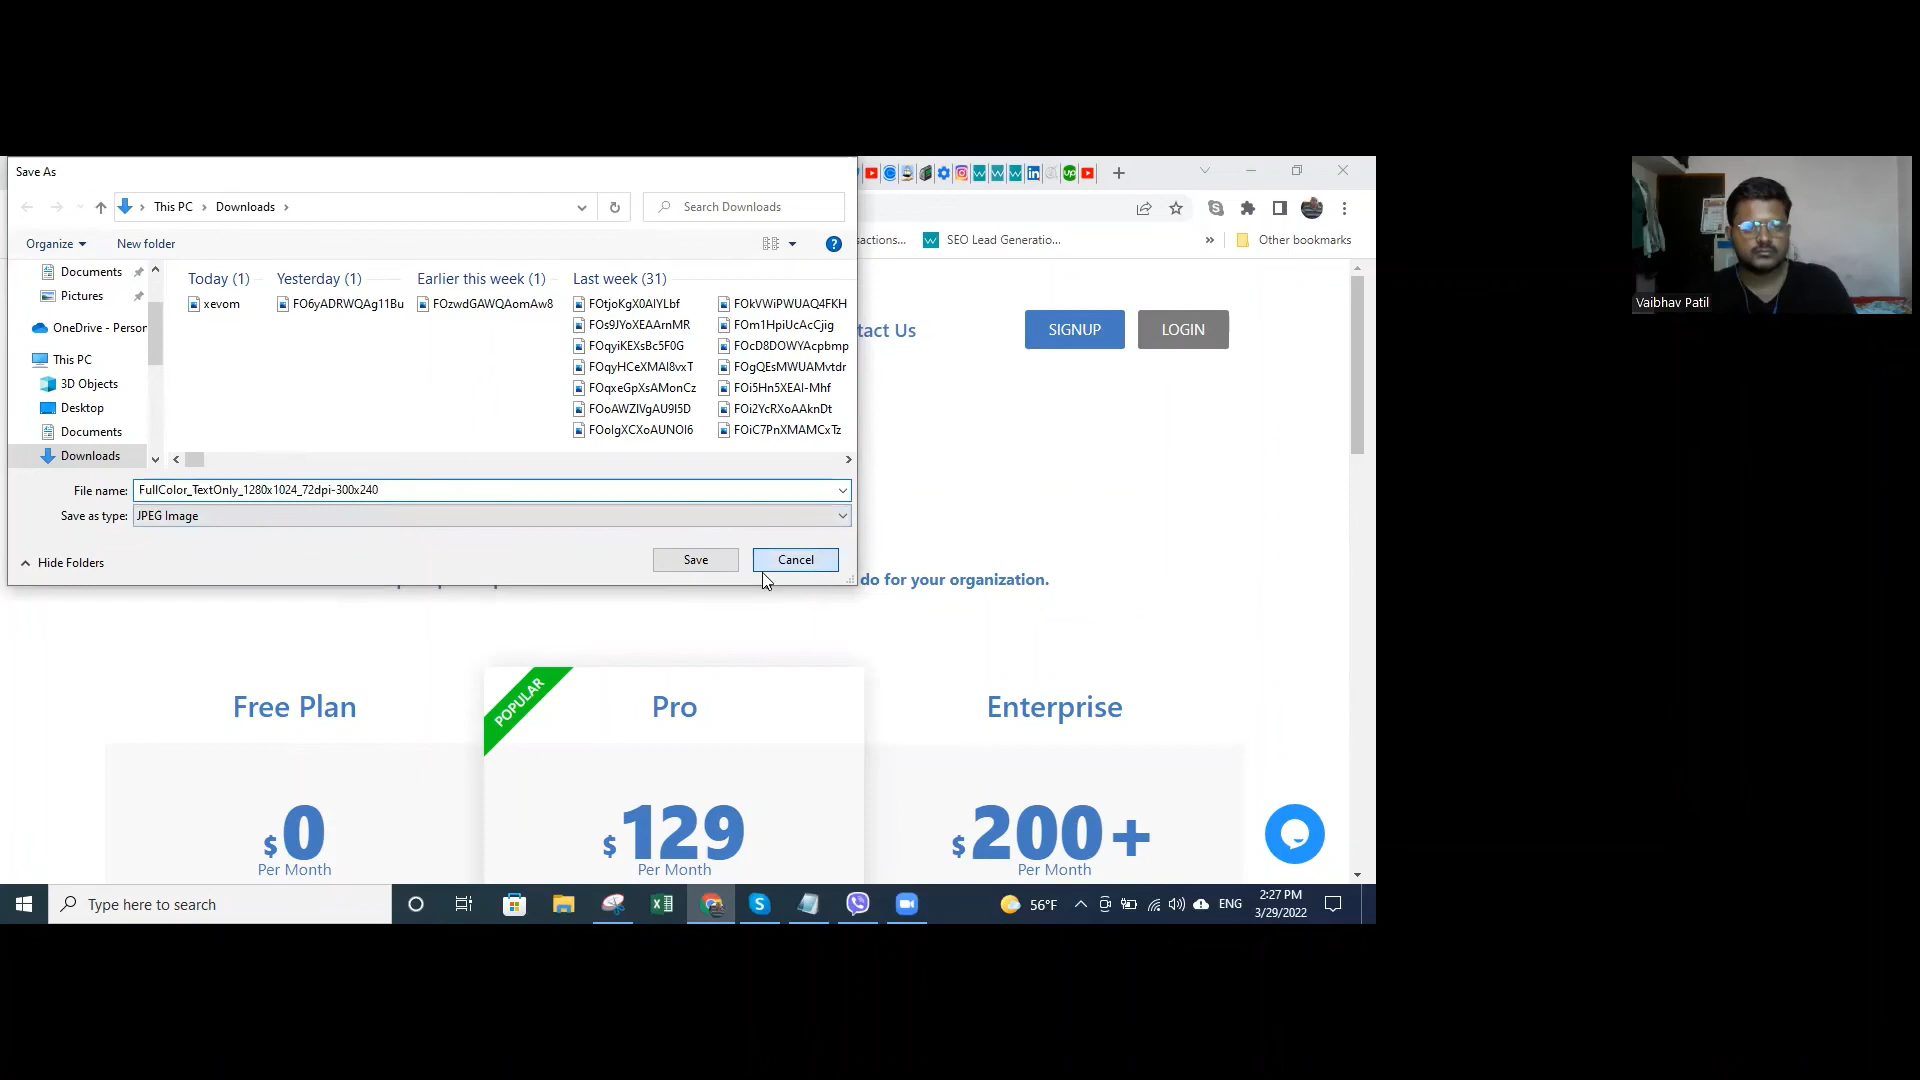 Save As
This PC
Downloads
Search Downloads
Organize
New folder
Documents
Pictures
OneDrive - Person
This PC
3D Objects
Desktop
Documents
Downloads
Today (1)
xevom
Yesterday (1)
FO6yADRWQAg11Bu
Earlier this week (1)
FOzwdGAWQAomAw8
Last week (31)
FOtjoKgX0AIYLbf
FOs9JYoXEAArnMR
FOqyiKEXsBc5F0G
FOqyHCeXMAI8vxT
FOqxeGpXsAMonCz
FOoAWZIVgAU9I5D
FOolgXCXoAUNOI6
FOkVWiPWUAQ4FKH
FOm1HpiUcAcCjig
FOcD8DOWYAcpbmp
FOgQEsMWUAMvtdr
FOi5Hn5XEAI-Mhf
FOi2YcRXoAAknDt
FOiC7PnXMAMCxTz
File name: FullColor_TextOnly_1280x1024_72dpi-300x240
Save as type: JPEG Image
Hide Folders
Save
Cancel
sactions...
SEO Lead Generatio...
»
Other bookmarks
tact Us
SIGNUP
LOGIN
do for your organization.
Free Plan
$0
Per Month
POPULAR
Pro
$129
Per Month
Enterprise
$200+
Per Month
Type here to search
56°F
ENG
2:27 PM
3/29/2022
Vaibhav Patil